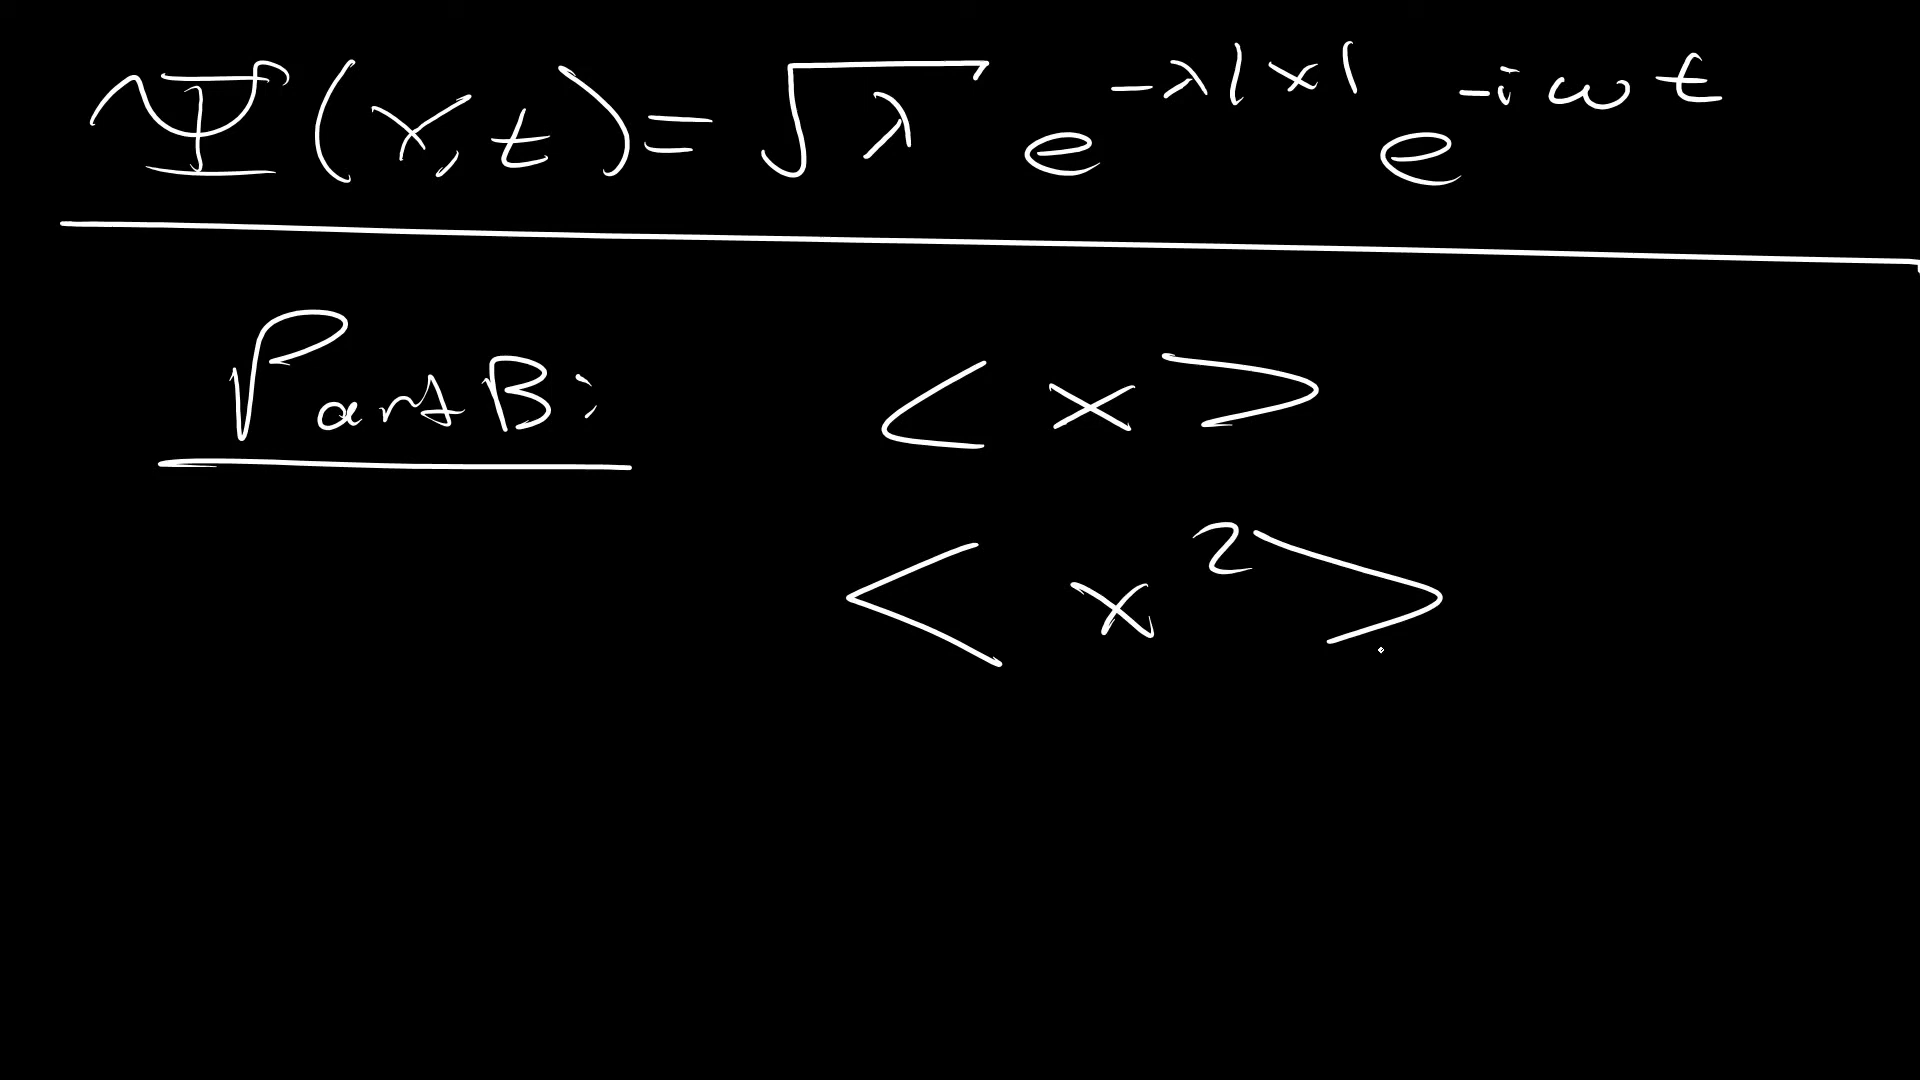 Ψ(x,t) = √λ e^{-λ|x|} e^{-iωt}
Part B: <x>
<x²>